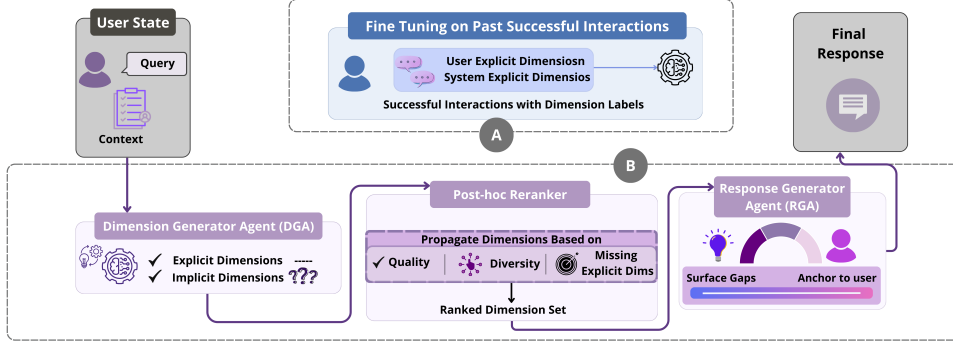 User State
Query
Context
Fine Tuning on Past Successful Interactions
User Explicit Dimensiosn
System Explicit Dimensios
Successful Interactions with Dimension Labels
A
Final
Response
B
Dimension Generator Agent (DGA)
Explicit Dimensions -----
Implicit Dimensions ???
Post-hoc Reranker
Propagate Dimensions Based on
Quality
Diversity
Missing
Explicit Dims
Ranked Dimension Set
Response Generator
Agent (RGA)
Surface Gaps
Anchor to user